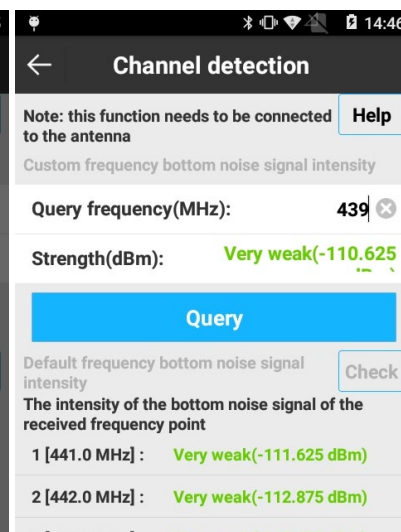 14:46
Channel detection
Note: this function needs to be connected
to the antenna
Help
Custom frequency bottom noise signal intensity
Query frequency(MHz):
439
Strength(dBm):
Very weak(-110.625
Query
Default frequency bottom noise signal
intensity
Check
The intensity of the bottom noise signal of the
received frequency point
1 [441.0 MHz] : Very weak(-111.625 dBm)
2 [442.0 MHz] : Very weak(-112.875 dBm)